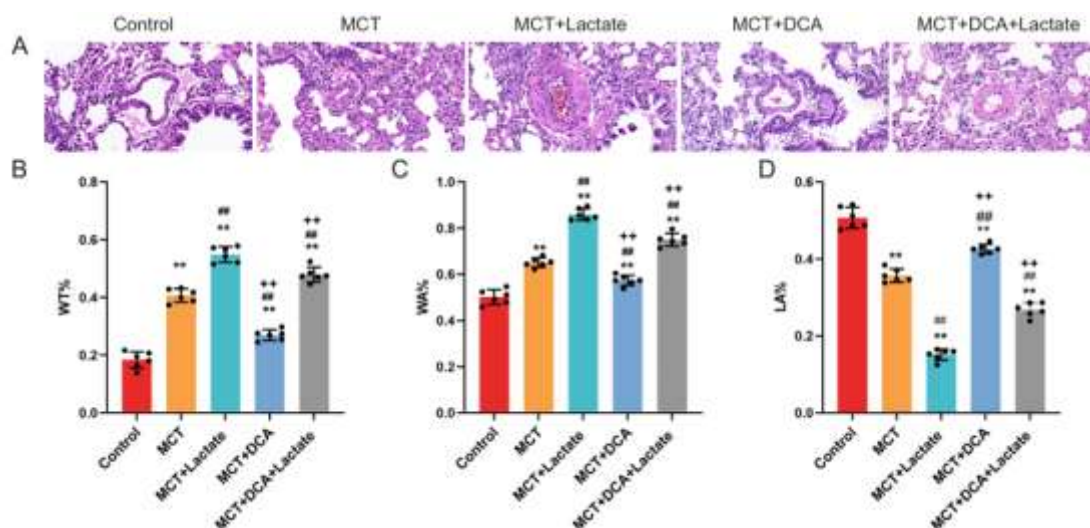 Control MCT MCT+Lactate MCT+DCA MCT+DCA+Lactate
A
B
0.8
0.6
0.4
0.2
0.0
WT%
**
##
**
++
##
**
++
##
**
Control
MCT
MCT+Lactate
MCT+DCA
MCT+DCA+Lactate
C
1.0
0.8
0.6
0.4
0.2
0.0
WA%
**
##
**
++
##
**
++
##
**
Control
MCT
MCT+Lactate
MCT+DCA
MCT+DCA+Lactate
D
0.6
0.4
0.2
0.0
LA%
**
##
**
++
##
**
++
##
**
Control
MCT
MCT+Lactate
MCT+DCA
MCT+DCA+Lactate